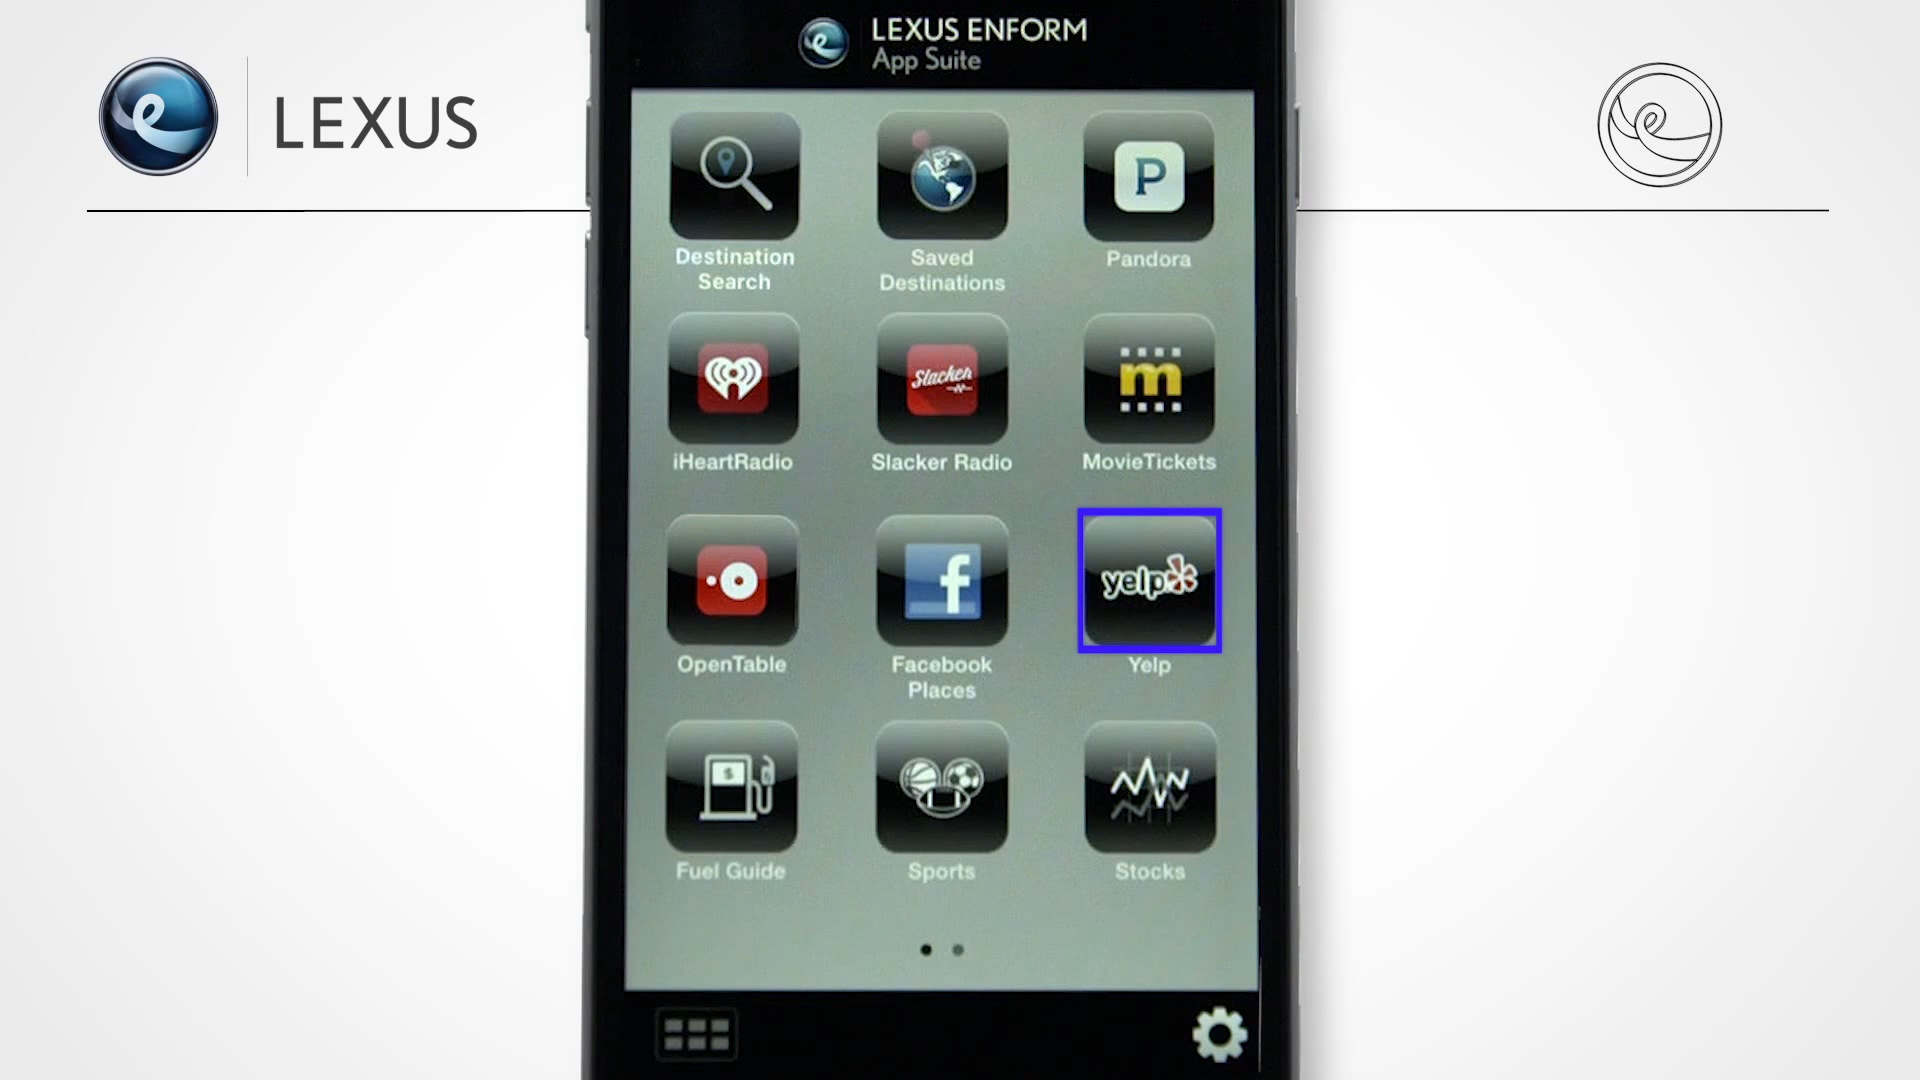 LEXUS
LEXUS ENFORM
App Suite
Destination
Search
Saved
Destinations
P
Pandora
iHeartRadio
Slacker
Slacker Radio
m
MovieTickets
OpenTable
f
Facebook
Places
yelp
Yelp
$
Fuel Guide
Sports
Stocks